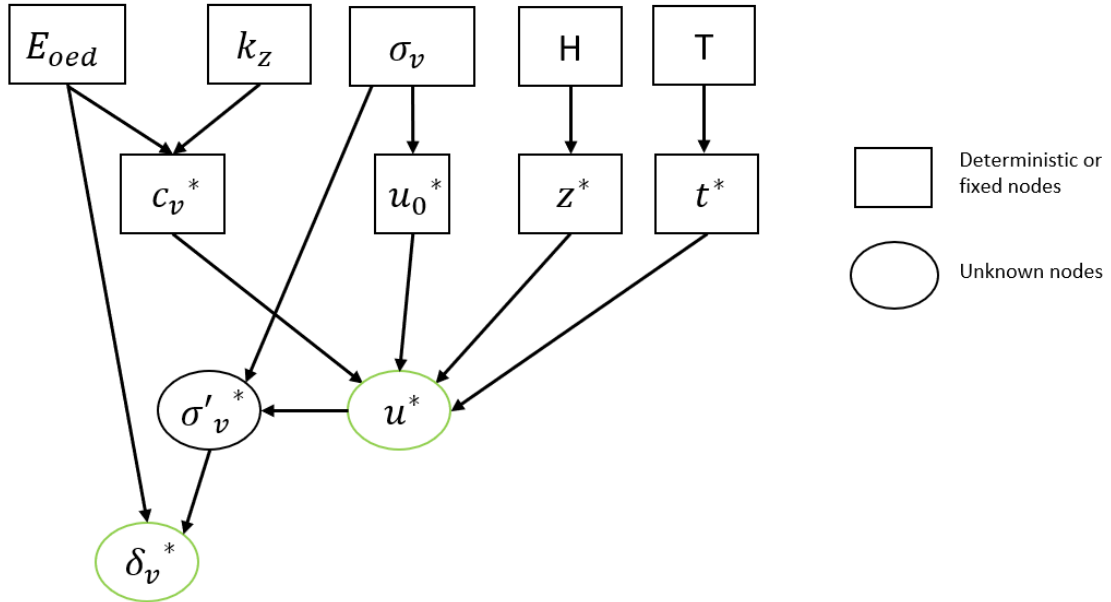 E_oed k_z σ_v H T
c_v* u_0* z* t*
Deterministic or
fixed nodes
Unknown nodes
σ'_v* u*
δ_v*